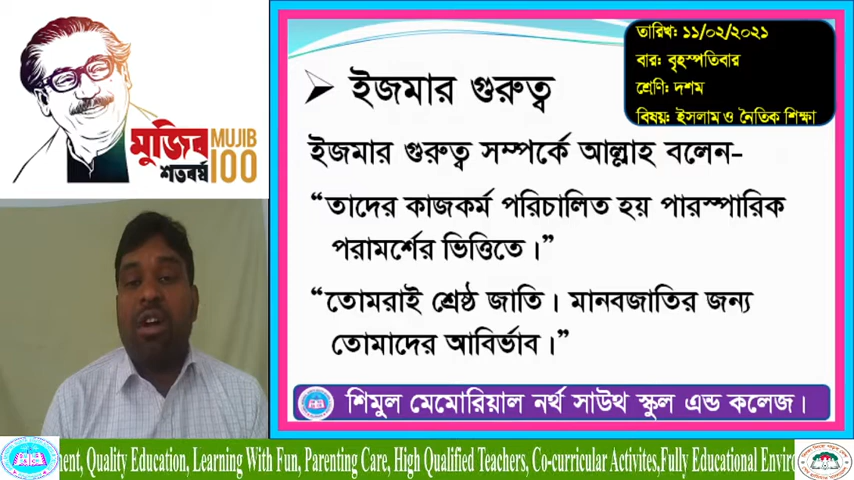 মুজিব
শতবর্ষ
MUJIB
100
তারিখ: ১১/০২/২০২১
বার: বৃহস্পতিবার
শ্রেণি: দশম
বিষয়: ইসলাম ও নৈতিক শিক্ষা
ইজমার গুরুত্ব
ইজমার গুরুত্ব সম্পর্কে আল্লাহ বলেন-
“তাদের কাজকর্ম পরিচালিত হয় পারস্পারিক
পরামর্শের ভিত্তিতে।”
“তোমরাই শ্রেষ্ঠ জাতি। মানবজাতির জন্য
তোমাদের আবির্ভাব।”
শিমুল মেমোরিয়াল নর্থ সাউথ স্কুল এন্ড কলেজ।
ment, Quality Education, Learning With Fun, Parenting Care, High Qualified Teachers, Co-curricular Activites,Fully Educational Enviro